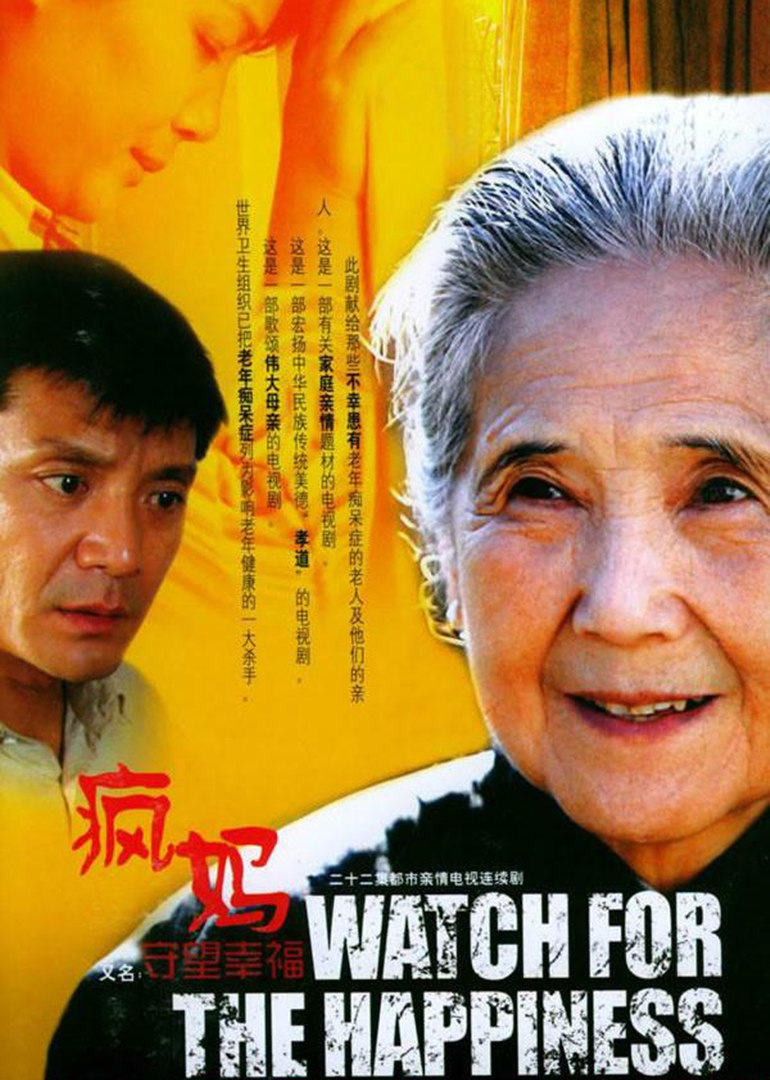 此剧献给那些不幸患有老年痴呆症的老人及他们的亲
人。这是一部有关家庭亲情题材的电视剧。
这是一部宏扬中华民族传统美德“孝道”的电视剧。
这是一部歌颂伟大母亲的电视剧。
世界卫生组织已把老年痴呆症列为影响老年健康的一大杀手。
疯妈
二十二集都市亲情电视连续剧
又名:守望幸福
WATCH FOR
THE HAPPINESS